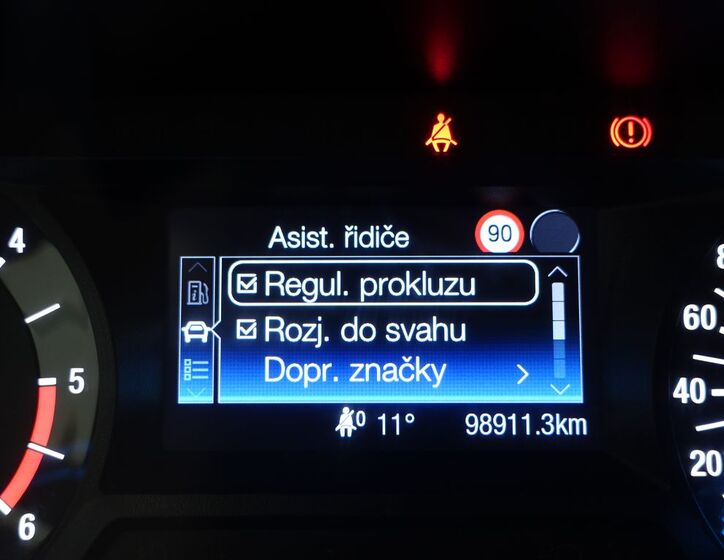 Asist. řidiče 90
Regul. prokluzu
Rozj. do svahu
Dopr. značky
0 11° 98911.3km
4
5
6
60
40
20